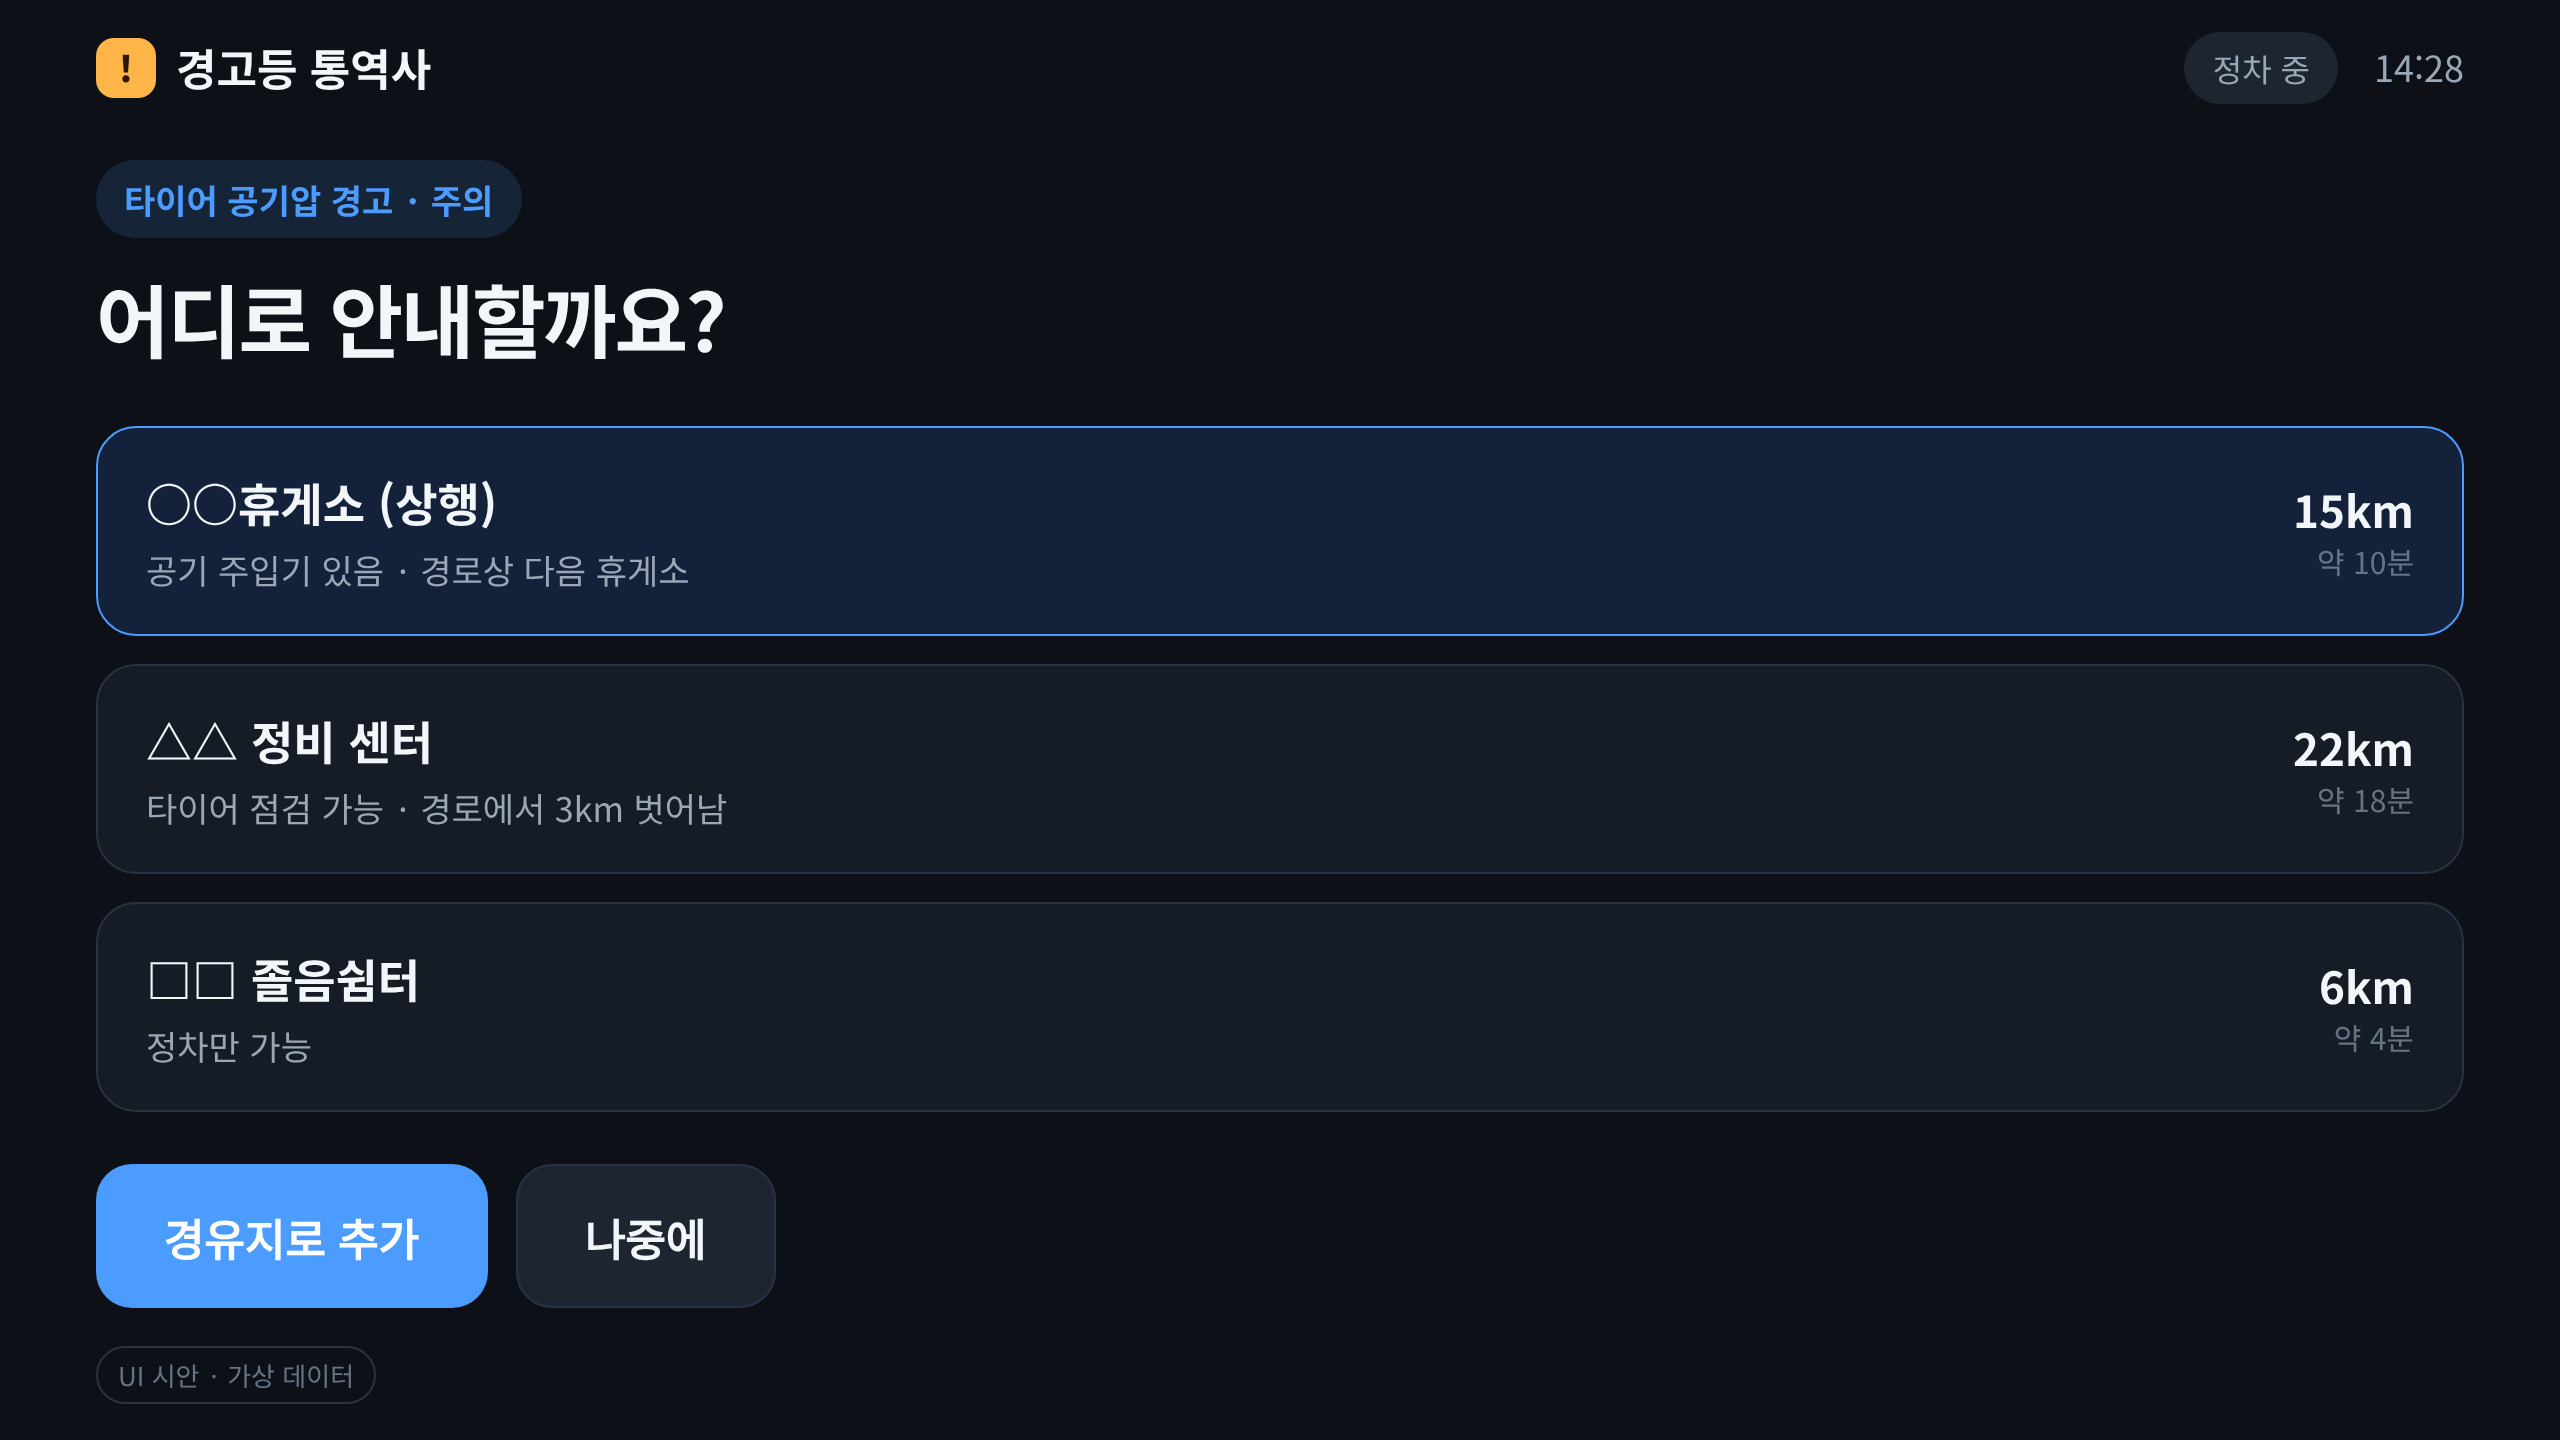 ! 경고등 통역사
정차 중 14:28
타이어 공기압 경고 · 주의
어디로 안내할까요?
○○휴게소 (상행)
공기 주입기 있음 · 경로상 다음 휴게소
15km
약 10분
△△ 정비 센터
타이어 점검 가능 · 경로에서 3km 벗어남
22km
약 18분
□□ 졸음쉼터
정차만 가능
6km
약 4분
경유지로 추가
나중에
UI 시안 · 가상 데이터